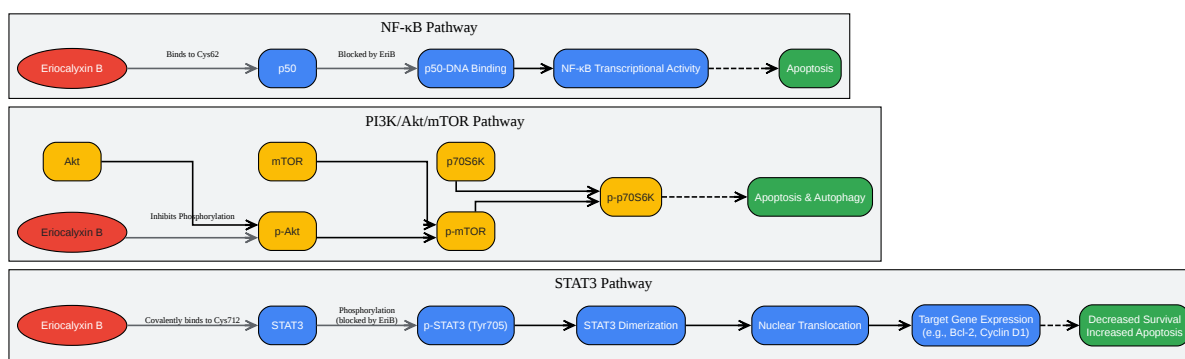 NF-κB Pathway
Eriocalyxin B
Binds to Cys62
p50
Blocked by EriB
p50-DNA Binding
NF-κB Transcriptional Activity
Apoptosis
PI3K/Akt/mTOR Pathway
Akt
mTOR
p70S6K
p-p70S6K
Apoptosis & Autophagy
Eriocalyxin B
Inhibits Phosphorylation
p-Akt
p-mTOR
STAT3 Pathway
Eriocalyxin B
Covalently binds to Cys712
STAT3
Phosphorylation
(blocked by EriB)
p-STAT3 (Tyr705)
STAT3 Dimerization
Nuclear Translocation
Target Gene Expression
(e.g., Bcl-2, Cyclin D1)
Decreased Survival
Increased Apoptosis